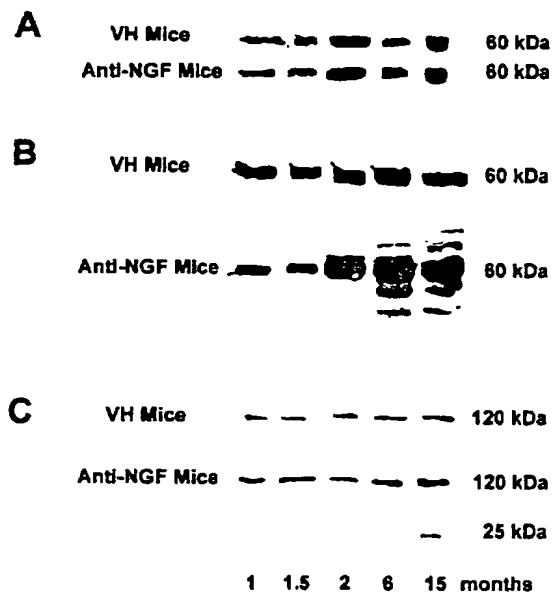 A
VH Mice 60 kDa
Anti-NGF Mice 60 kDa
B
VH Mice 60 kDa
Anti-NGF Mice 60 kDa
C
VH Mice 120 kDa
Anti-NGF Mice 120 kDa
25 kDa
1 1.5 2 6 15 months